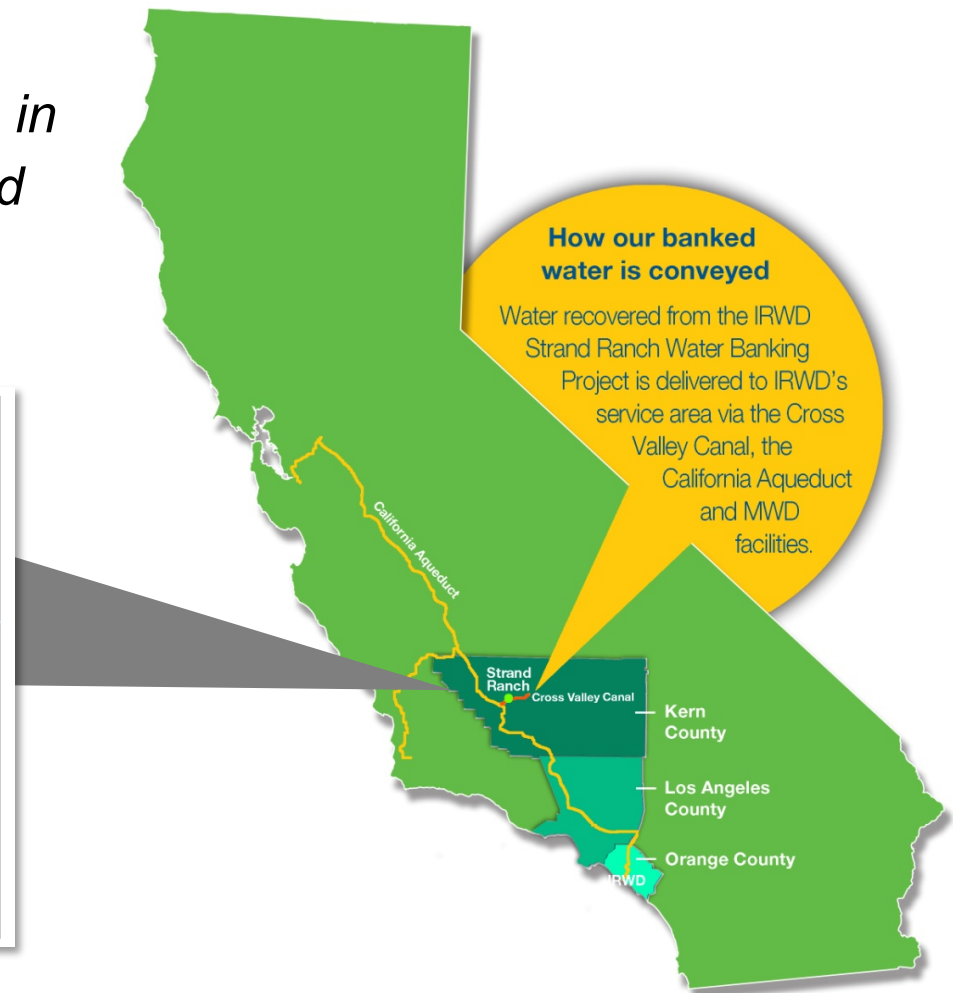 in
d
How our banked
water is conveyed
Water recovered from the IRWD
Strand Ranch Water Banking
Project is delivered to IRWD's
service area via the Cross
Valley Canal, the
California Aqueduct
and MWD
facilities.
California Aqueduct
Strand
Ranch
Cross Valley Canal
Kern
County
Los Angeles
County
Orange County
IRWD